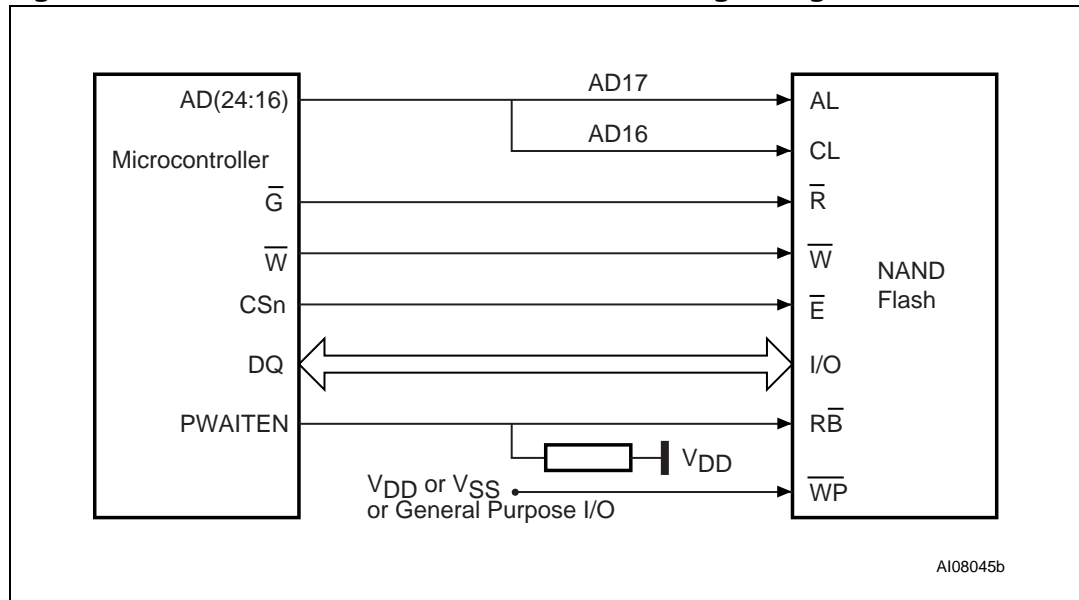 AD(24:16)
AD17
AL
AD16
CL
Microcontroller
G̅
R̅
W̅
W̅
NAND
Flash
CSn
E̅
DQ
I/O
PWAITEN
RB̅
VDD
VDD or VSS
or General Purpose I/O
W̅P̅
AI08045b